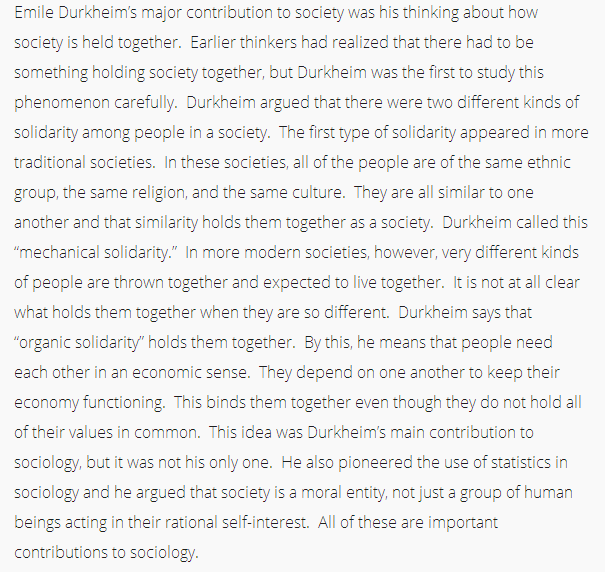 Emile Durkheim's major contribution to society was his thinking about how
society is held together.  Earlier thinkers had realized that there had to be
something holding society together, but Durkheim was the first to study this
phenomenon carefully.  Durkheim argued that there were two different kinds of
solidarity among people in a society.  The first type of solidarity appeared in more
traditional societies.  In these societies, all of the people are of the same ethnic
group, the same religion, and the same culture.  They are all similar to one
another and that similarity holds them together as a society.  Durkheim called this
“mechanical solidarity.”  In more modern societies, however, very different kinds
of people are thrown together and expected to live together.  It is not at all clear
what holds them together when they are so different.  Durkheim says that
“organic solidarity” holds them together.  By this, he means that people need
each other in an economic sense.  They depend on one another to keep their
economy functioning.  This binds them together even though they do not hold all
of their values in common.  This idea was Durkheim's main contribution to
sociology, but it was not his only one.  He also pioneered the use of statistics in
sociology and he argued that society is a moral entity, not just a group of human
beings acting in their rational self-interest.  All of these are important
contributions to sociology.